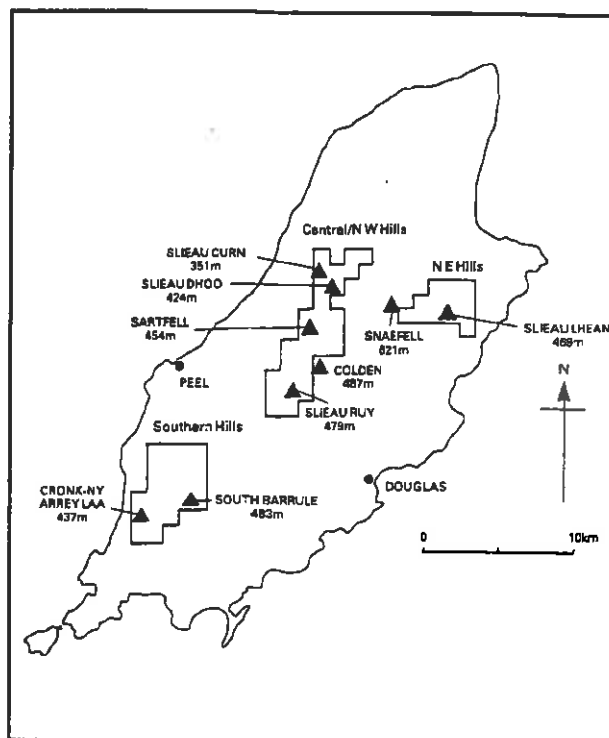 Central/N W Hills
SLIEAU CURN
351m
SLIEAU DHOO
424m
N E Hills
SARTFELL
454m
SNAEFELL
621m
SLIEAU LHEAN
469m
PEEL
COLDEN
487m
N
SLIEAU RUY
479m
Southern Hills
DOUGLAS
CRONK-NY
ARREY LAA
437m
SOUTH BARRULE
483m
0
10km